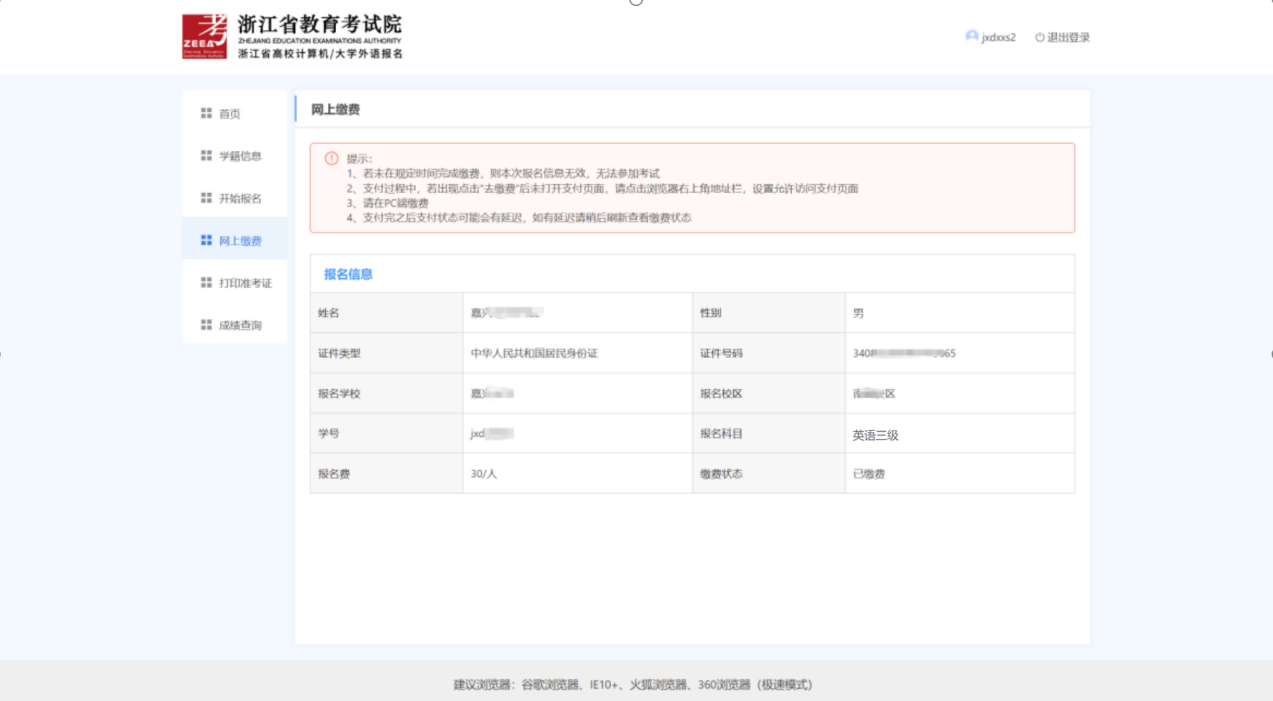 浙江省教育考试院
ZHEJIANG EDUCATION EXAMINATIONS AUTHORITY
浙江省高校计算机/大学外语报名
考
ZEEA
Zhejiang Education
Examinations Authority
jxdxxs2
退出登录
首页
学籍信息
开始报名
网上缴费
打印准考证
成绩查询
网上缴费
提示:
1、若未在规定时间完成缴费，则本次报名信息无效，无法参加考试
2、支付过程中，若出现点击“去缴费”后未打开支付页面，请点击浏览器右上角地址栏，设置允许访问支付页面
3、请在PC端缴费
4、支付完之后支付状态可能会有延迟，如有延迟请稍后刷新查看缴费状态
报名信息
姓名 嘉 性别 男
证件类型 中华人民共和国居民身份证 证件号码 340 65
报名学校 嘉 报名校区 南 区
学号 jxd 报名科目 英语三级
报名费 30/人 缴费状态 已缴费
建议浏览器：谷歌浏览器、IE10+、火狐浏览器、360浏览器（极速模式）